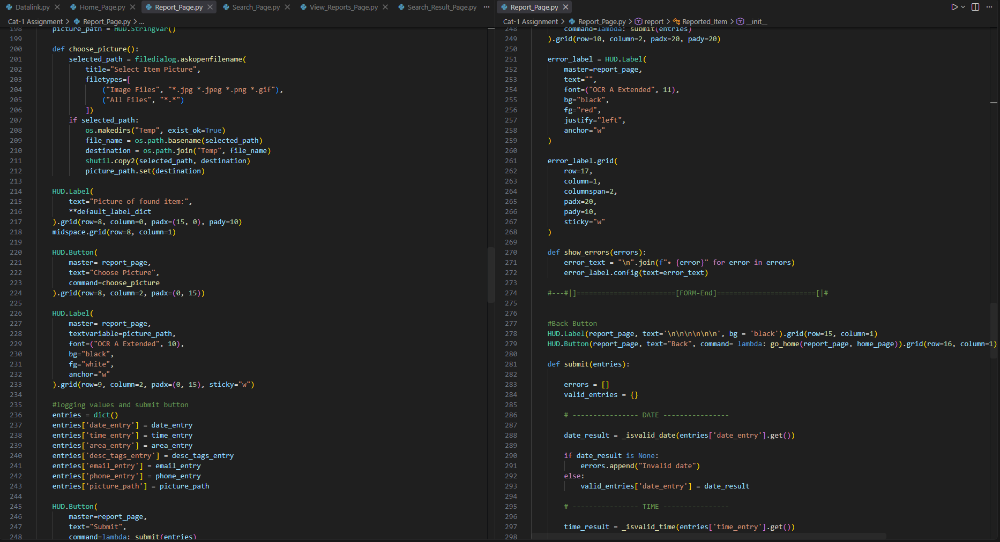 Datalink.py Home_Page.py Report_Page.py Search_Page.py View_Reports_Page.py Search_Result_Page.py ...
Cat-1 Assignment > Report_Page.py > ...
198 picture_path = HUD.StringVar()
199
200 def choose_picture():
201 selected_path = filedialog.askopenfilename(
202 title="Select Item Picture",
203 filetypes=[
204 ("Image Files", "*.jpg *.jpeg *.png *.gif"),
205 ("All Files", "*.*")
206 ])
207 if selected_path:
208 os.makedirs("Temp", exist_ok=True)
209 file_name = os.path.basename(selected_path)
210 destination = os.path.join("Temp", file_name)
211 shutil.copy2(selected_path, destination)
212 picture_path.set(destination)
213
214 HUD.Label(
215 text="Picture of found item:",
216 **default_label_dict
217 ).grid(row=8, column=0, padx=(15, 0), pady=10)
218 midspace.grid(row=8, column=1)
219
220 HUD.Button(
221 master= report_page,
222 text="Choose Picture",
223 command=choose_picture
224 ).grid(row=8, column=2, padx=(0, 15))
225
226 HUD.Label(
227 master= report_page,
228 textvariable=picture_path,
229 font=("OCR A Extended", 10),
230 bg="black",
231 fg="white",
232 anchor="w"
233 ).grid(row=9, column=2, padx=(0, 15), sticky="w")
234
235 #logging values and submit button
236 entries = dict()
237 entries['date_entry'] = date_entry
238 entries['time_entry'] = time_entry
239 entries['area_entry'] = area_entry
240 entries['desc_tags_entry'] = desc_tags_entry
241 entries['email_entry'] = email_entry
242 entries['phone_entry'] = phone_entry
243 entries['picture_path'] = picture_path
244
245 HUD.Button(
246 master=report_page,
247 text="Submit",
248 command=lambda: submit(entries)
Report_Page.py ...
Cat-1 Assignment > Report_Page.py > report > Reported_Item > __init__
248 command=lambda: submit(entries)
249 ).grid(row=10, column=2, padx=20, pady=20)
250
251 error_label = HUD.Label(
252 master=report_page,
253 text="",
254 font=("OCR A Extended", 11),
255 bg="black",
256 fg="red",
257 justify="left",
258 anchor="w"
259 )
260
261 error_label.grid(
262 row=17,
263 column=1,
264 columnspan=2,
265 padx=20,
266 pady=10,
267 sticky="w"
268 )
269
270 def show_errors(errors):
271 error_text = "\n".join(f"• {error}" for error in errors)
272 error_label.config(text=error_text)
273
274 #---#|]========================[FORM-End]========================[|#
275
276
277 #Back Button
278 HUD.Label(report_page, text='\n\n\n\n\n\n', bg = 'black').grid(row=15, column=1)
279 HUD.Button(report_page, text="Back", command= lambda: go_home(report_page, home_page)).grid(row=16, column=1)
280
281 def submit(entries):
282
283 errors = []
284 valid_entries = {}
285
286 # ---------------- DATE ----------------
287
288 date_result = _isvalid_date(entries['date_entry'].get())
289
290 if date_result is None:
291 errors.append("Invalid date")
292 else:
293 valid_entries['date_entry'] = date_result
294
295 # ---------------- TIME ----------------
296
297 time_result = _isvalid_time(entries['time_entry'].get())
298